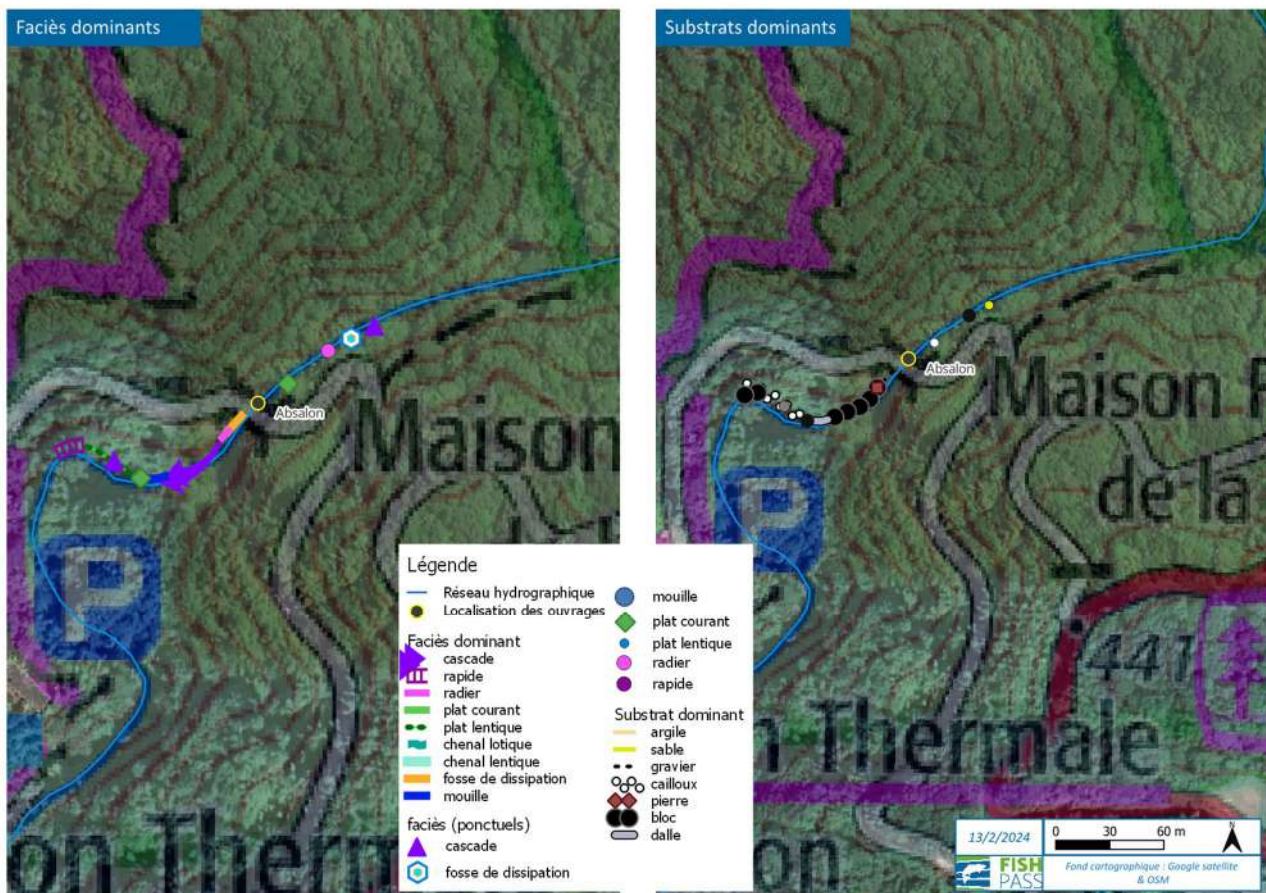 Faciès dominants
Substrats dominants
Absalon
Absalon
Maison
Maison F
de-la
P
P
441
Légende
Réseau hydrographique
Localisation des ouvrages
Faciès dominant
cascade
rapide
radier
plat courant
plat lentique
chenal lotique
chenal lentique
fosse de dissipation
mouille
faciès (ponctuels)
cascade
fosse de dissipation
mouille
plat courant
plat lentique
radier
rapide
Substrat dominant
argile
sable
gravier
cailloux
pierre
bloc
dalle
on Thermale
on Therm
on
13/2/2024
0 30 60 m
N
FISH
PASS
Fond cartographique : Google satellite
& OSM